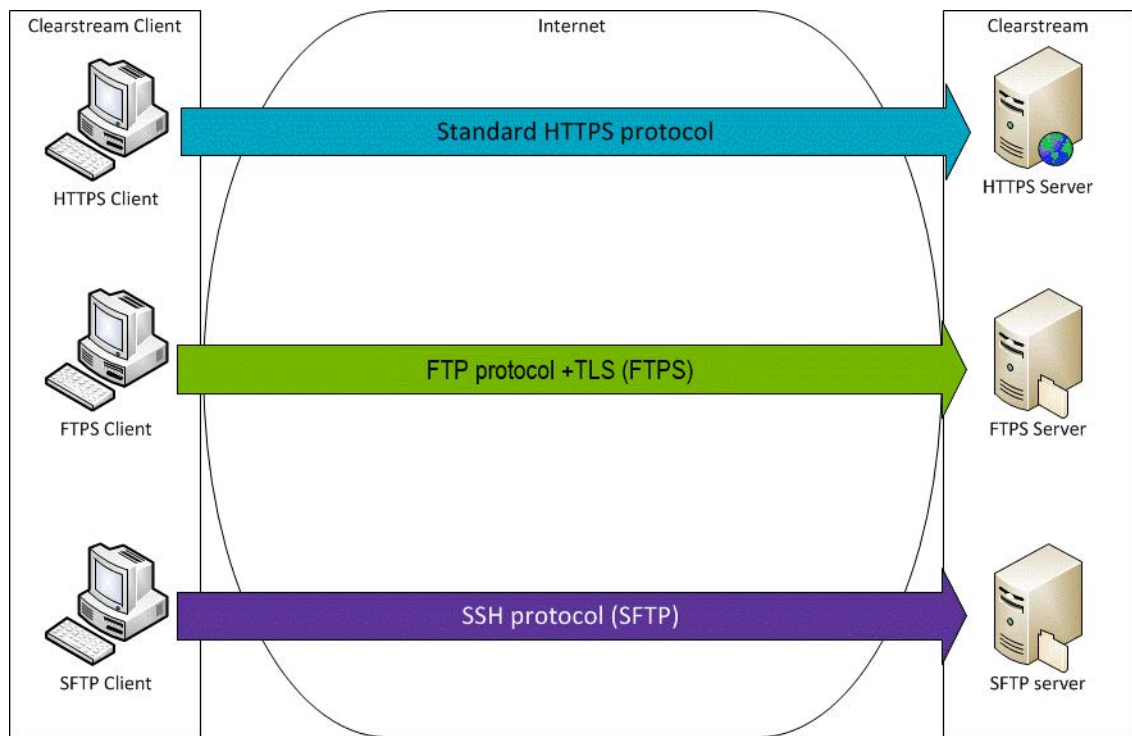 Clearstream Client
Internet
Clearstream
Standard HTTPS protocol
HTTPS Client
HTTPS Server
FTP protocol +TLS (FTPS)
FTPS Client
FTPS Server
SSH protocol (SFTP)
SFTP Client
SFTP server